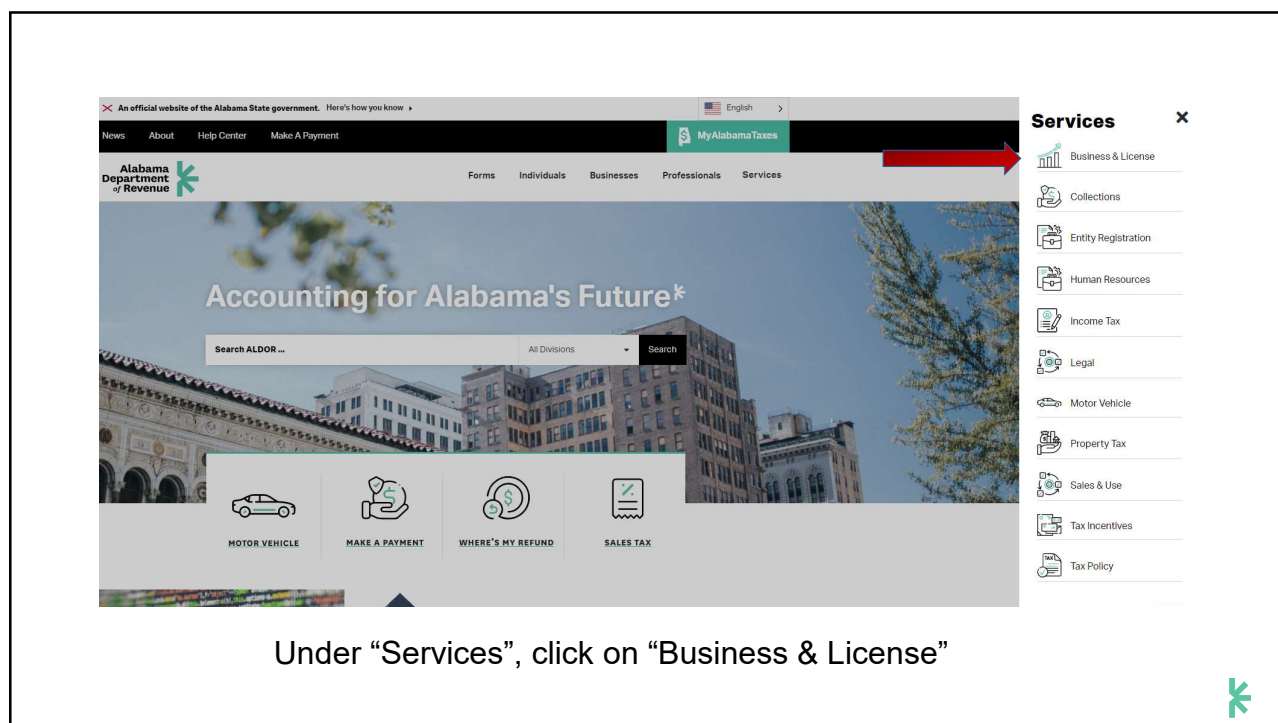 An official website of the Alabama State government. Here's how you know
English
News About Help Center Make A Payment
MyAlabamaTaxes
Alabama
Department
of Revenue
Forms Individuals Businesses Professionals Services
Accounting for Alabama's Future
Search ALDOR ...
All Divisions
Search
MOTOR VEHICLE
MAKE A PAYMENT
WHERE'S MY REFUND
SALES TAX
Services
Business & License
Collections
Entity Registration
Human Resources
Income Tax
Legal
Motor Vehicle
Property Tax
Sales & Use
Tax Incentives
TAX
Tax Policy
Under “Services”, click on “Business & License”